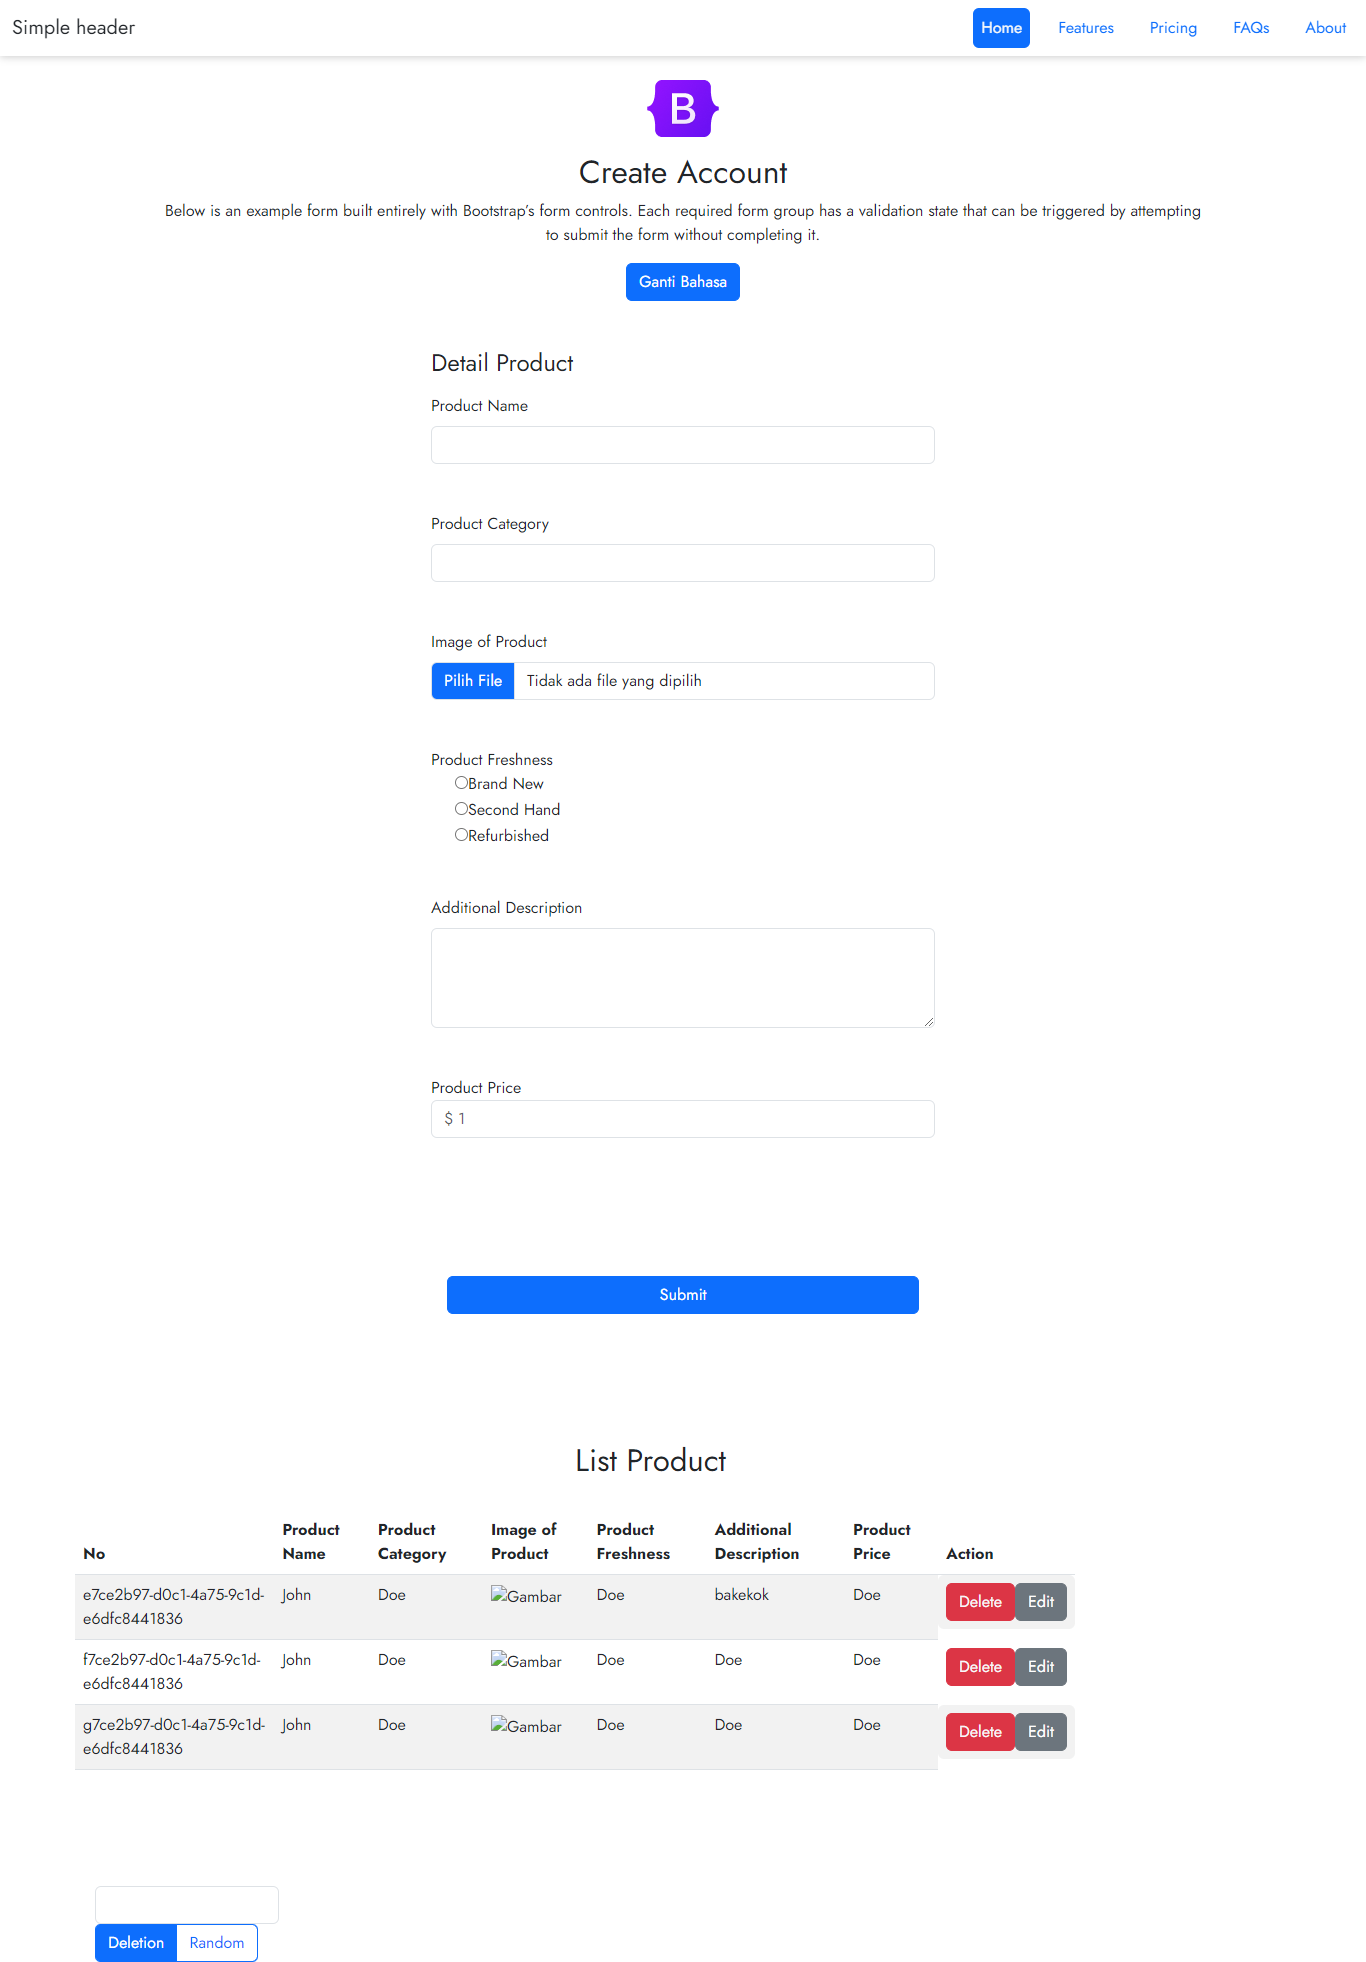 Simple header
Home Features Pricing FAQs About
B
Create Account
Below is an example form built entirely with Bootstrap’s form controls. Each required form group has a validation state that can be triggered by attempting
to submit the form without completing it.
Ganti Bahasa
Detail Product
Product Name
Product Category
Image of Product
Pilih File Tidak ada file yang dipilih
Product Freshness
Brand New
Second Hand
Refurbished
Additional Description
Product Price
$ 1
Submit
List Product
Product Product Image of Product Additional Product
No Name Category Product Freshness Description Price Action
e7ce2b97-d0c1-4a75-9c1d- John Doe Gambar Doe bakekok Doe Delete Edit
e6dfc8441836
f7ce2b97-d0c1-4a75-9c1d- John Doe Gambar Doe Doe Doe Delete Edit
e6dfc8441836
g7ce2b97-d0c1-4a75-9c1d- John Doe Gambar Doe Doe Doe Delete Edit
e6dfc8441836
Deletion Random